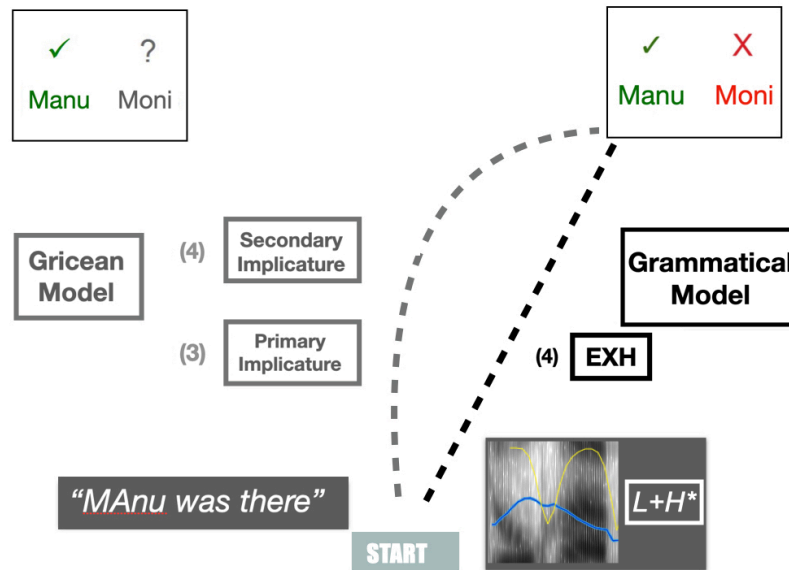 ✓ ?
Manu Moni
✓ X
Manu Moni
Gricean
Model
(4)
Secondary
Implicature
Grammatical
Model
(3)
Primary
Implicature
(4)
EXH
“MAnu was there”
L+H*
START